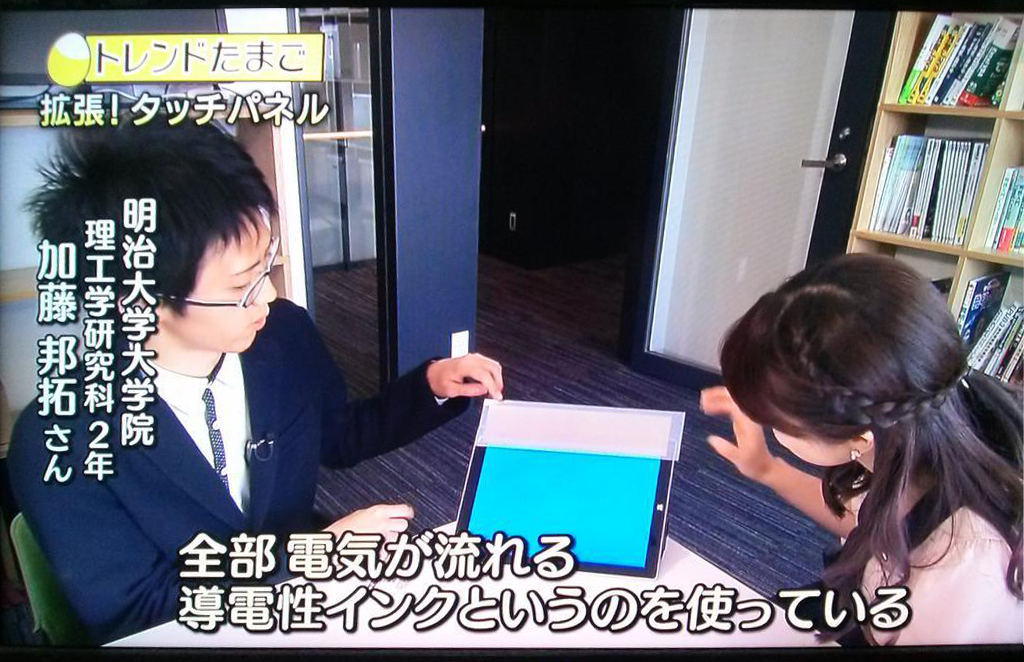 トレンドたまご
拡張!タッチパネル
明治大学大学院
理工学研究科2年
加藤 邦拓さん
全部 電気が流れる
導電性インクというのを使っている